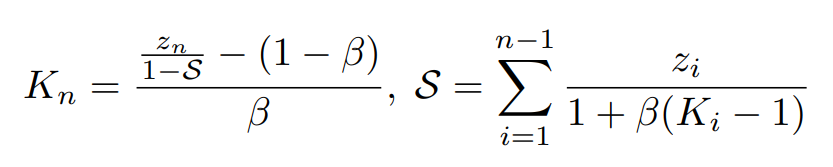 $K_n = \frac{\frac{z_n}{1-\mathcal{S}} - (1-\beta)}{\beta}, \ \mathcal{S} = \sum_{i=1}^{n-1} \frac{z_i}{1+\beta(K_i-1)}$